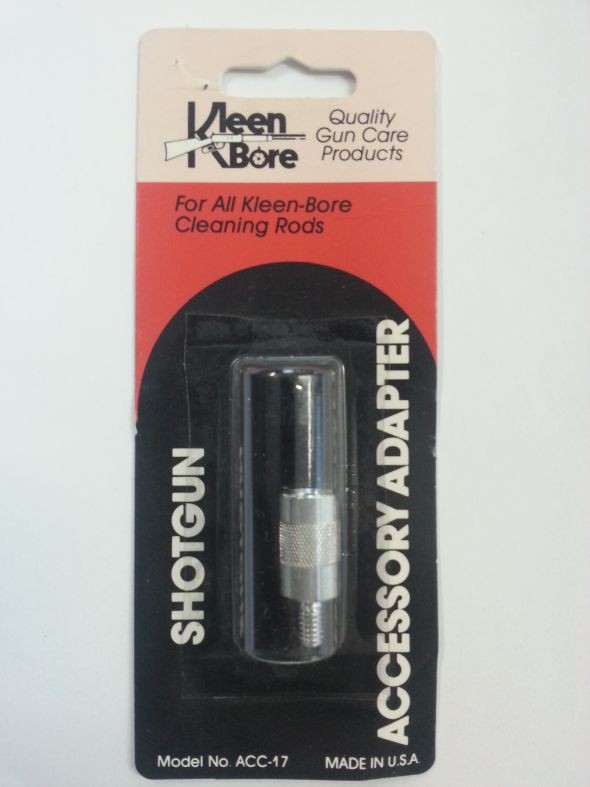 Kleen
Bore
Quality
Gun Care
Products
For All Kleen-Bore
Cleaning Rods
SHOTGUN
ACCESSORY ADAPTER
Model No. ACC-17
MADE IN U.S.A.